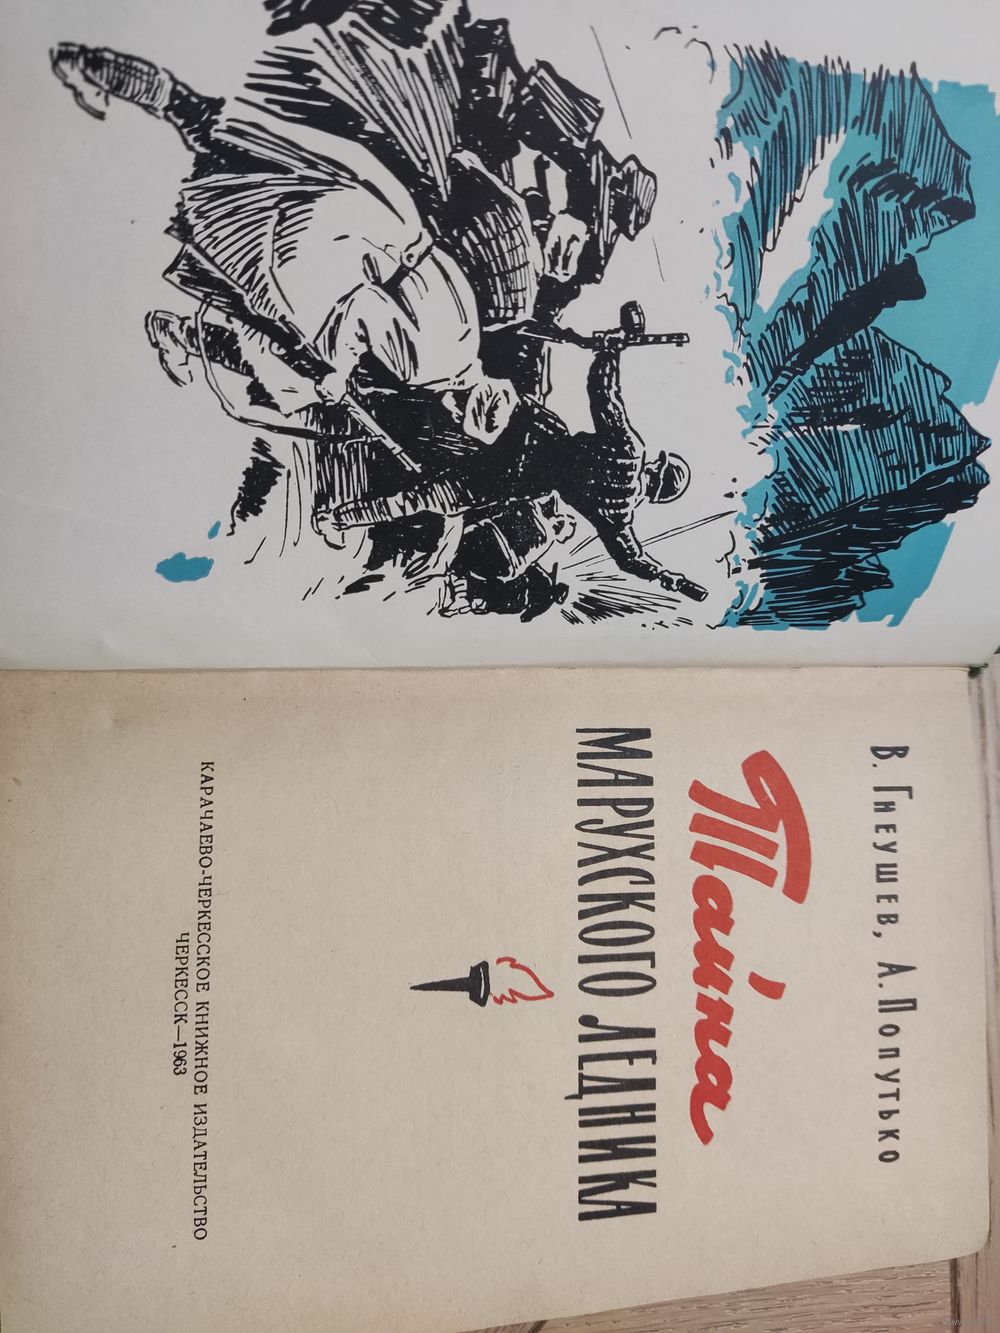 В. Гнеушев, А. Попутько
Тайна
МАРУХСКОГО ЛЕДНИКА
КАРАЧАЕВО-ЧЕРКЕССКОЕ КНИЖНОЕ ИЗДАТЕЛЬСТВО
ЧЕРКЕССК—1963